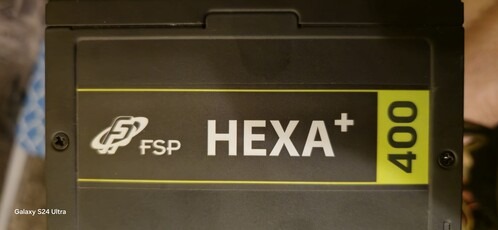 FSP HEXA+ 400
Galaxy S24 Ultra